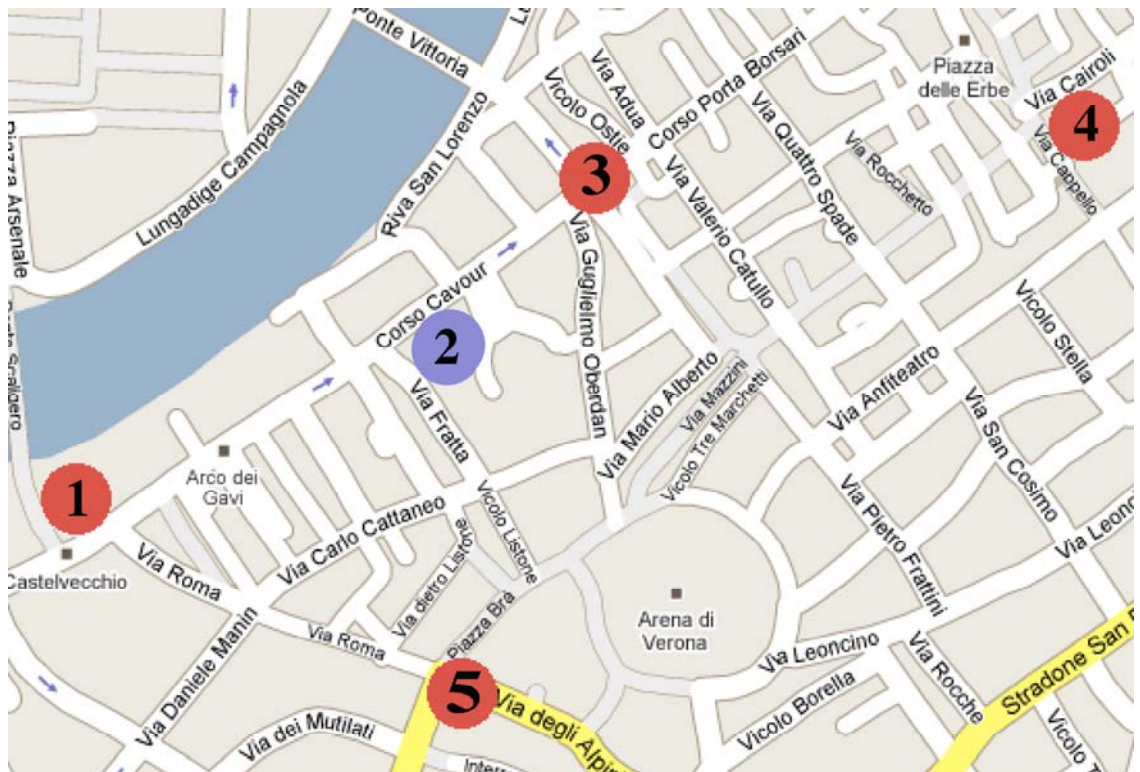 Ponte Vittoria
Lungadige Campagnola
Piazza Arsenale
Riva San Lorenzo
Vicolo Ostie
Via Adua
Corso Porta Borsari
Piazza
delle Erbe
Via Cairoli
4
Via Cappello
3
Via Quattro Spade
Via Rocchetto
Via Valerio Catullo
Via Guglielmo Oberdan
Corso Cavour
2
Vicolo Stella
Via Anfiteatro
Via Mario Alberto
Via Mazzini
Vicolo Tre Marchetti
Via Fratta
Via San Cosimo
Arco dei
Gavi
1
Castelvecchio
Via Roma
Via Carlo Cattaneo
Vicolo Listone
Via dietro Listone
Piazza Brà
Via Pietro Frattini
Via Leonc
Arena di
Verona
Via Daniele Manin
Via Roma
Via Leoncino
Via Rocche
Stradone San
5
Via degli Alpin
Vicolo Borella
Via dei Mutilati
Inter
Vicolo